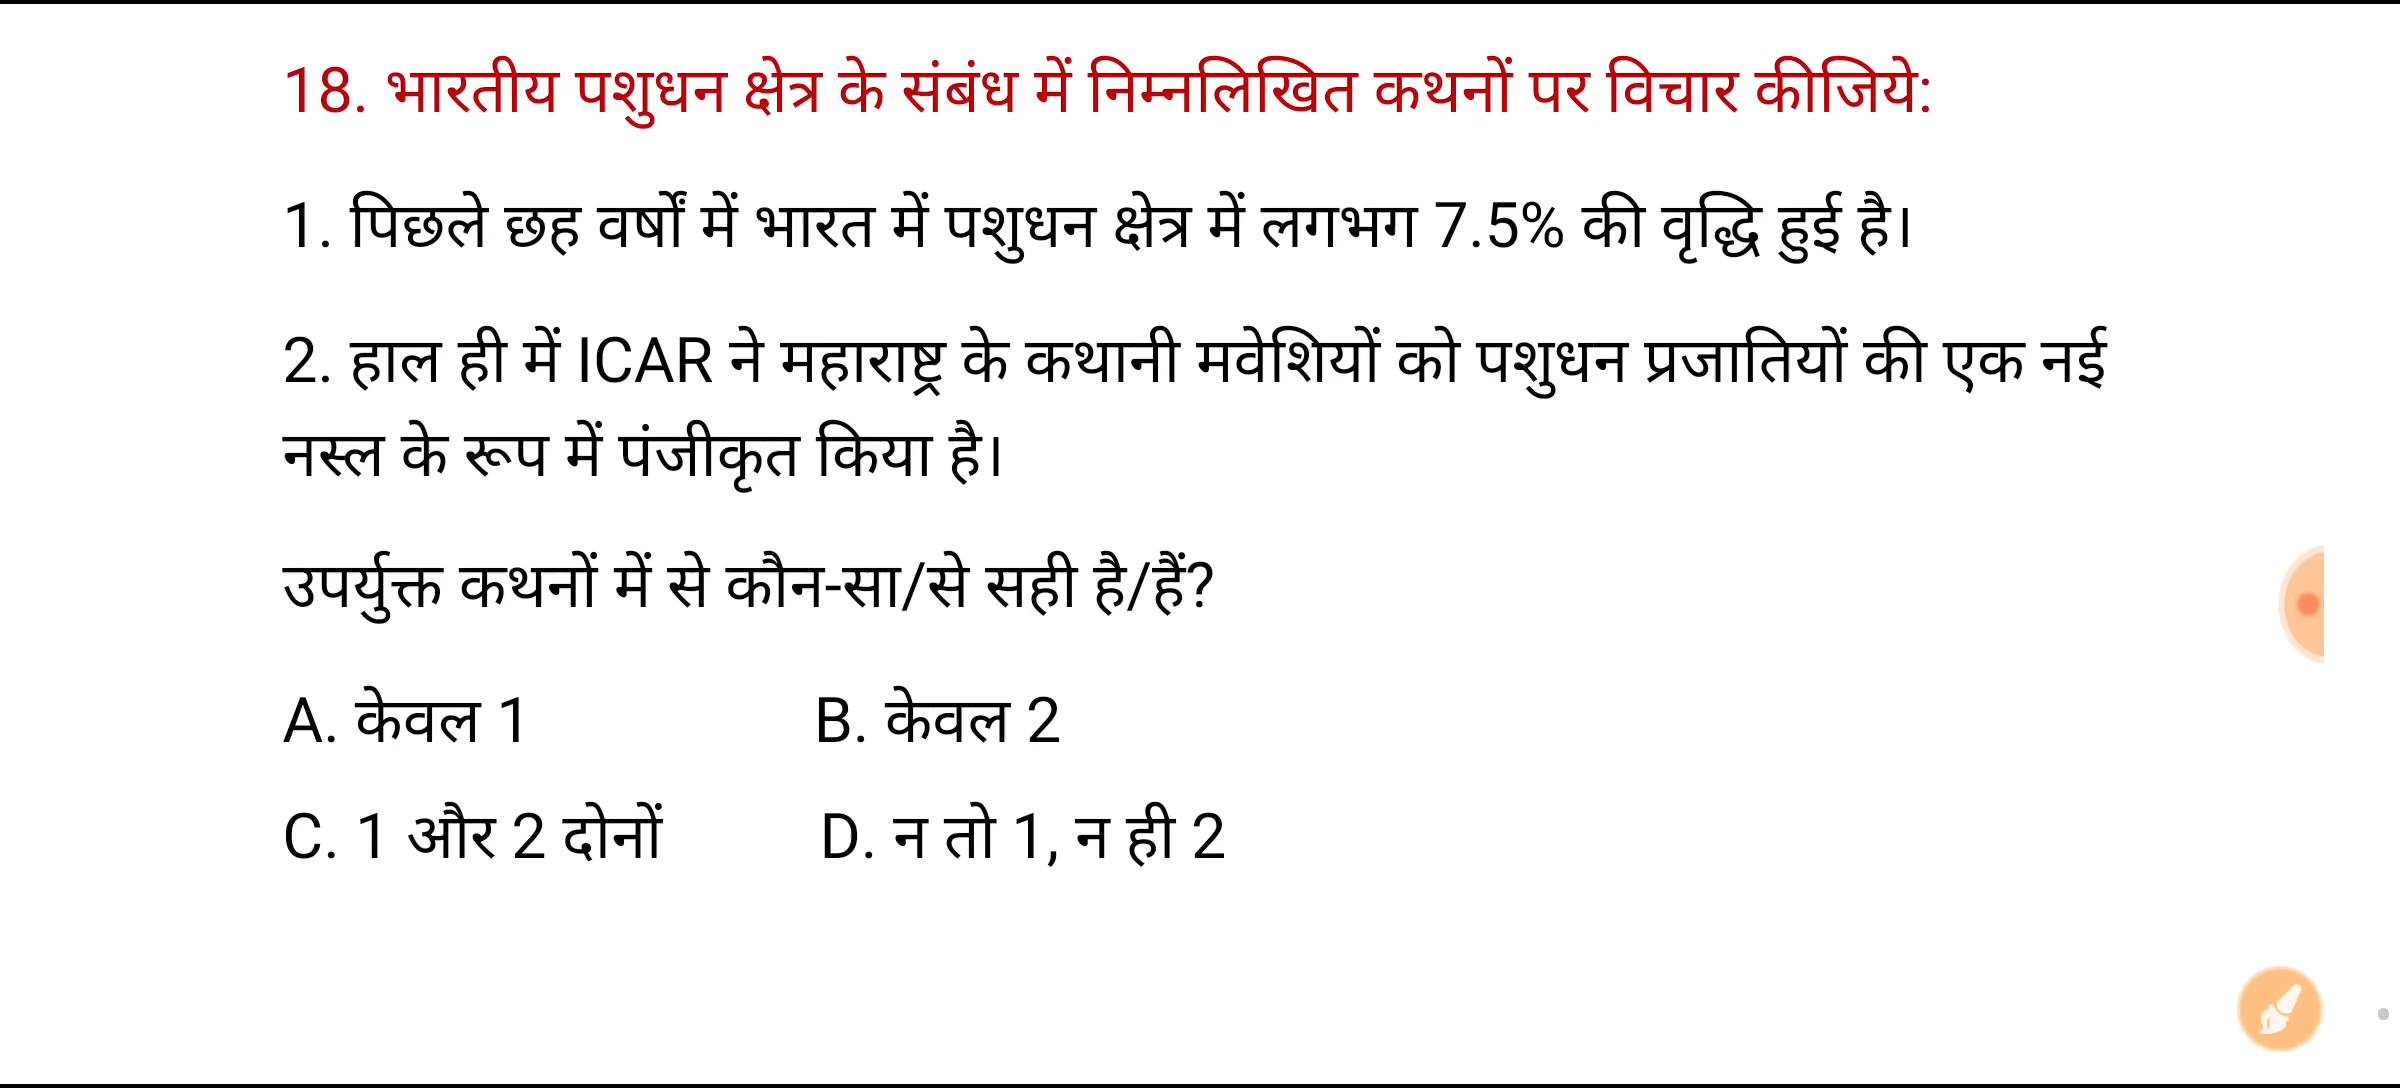 18. भारतीय पशुधन क्षेत्र के संबंध में निम्नलिखित कथनों पर विचार कीजिये:
1. पिछले छह वर्षों में भारत में पशुधन क्षेत्र में लगभग 7.5% की वृद्धि हुई है।
2. हाल ही में ICAR ने महाराष्ट्र के कथानी मवेशियों को पशुधन प्रजातियों की एक नई
नस्ल के रूप में पंजीकृत किया है।
उपर्युक्त कथनों में से कौन-सा/से सही है/हैं?
A. केवल 1 B. केवल 2
C. 1 और 2 दोनों D. न तो 1, न ही 2